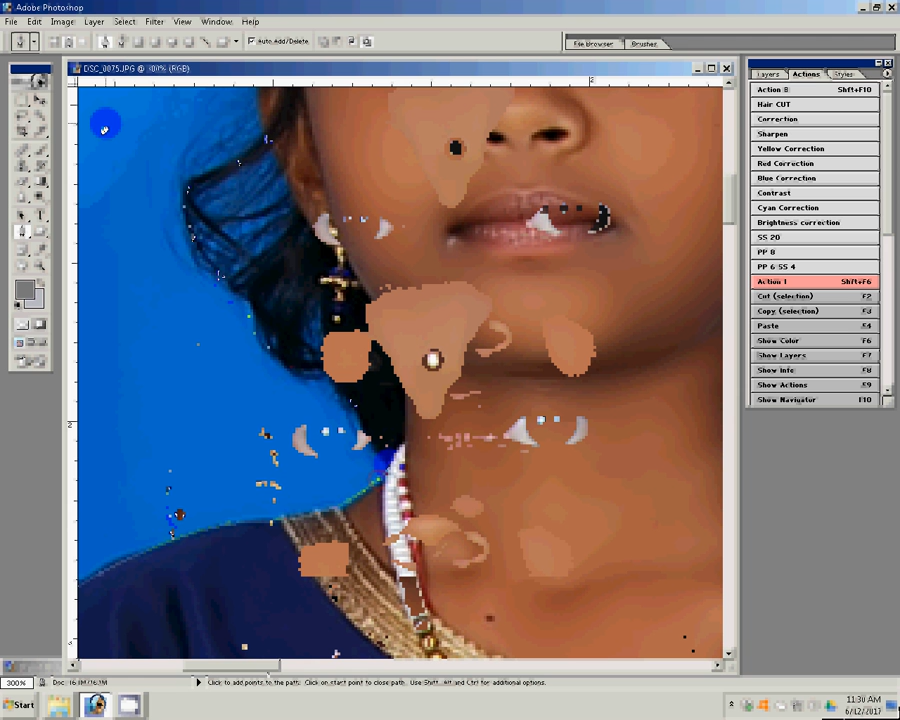 Adobe Photoshop
File Edit Image Layer Select Filter View Window Help
Auto Add/Delete
File Browser Brushes
DSC_0075.JPG @ 300% (RGB)
Layers Actions Styles
Action 8 Shft+F10
Hair CUT
Correction
Sharpen
Yellow Correction
Red Correction
Blue Correction
Contrast
Cyan Correction
Brightness correction
SS 20
PP 8
PP 6 SS 4
Action 1 Shft+F6
Cut (selection) F2
Copy (selection) F3
Paste F4
Show Color F6
Show Layers F7
Show Info F8
Show Actions F9
Show Navigator F10
300%
Click to add points to the path. Click on start point to close path. Use Shift, Alt, and Ctrl for additional options.
Start
11:30 AM
6/12/2017